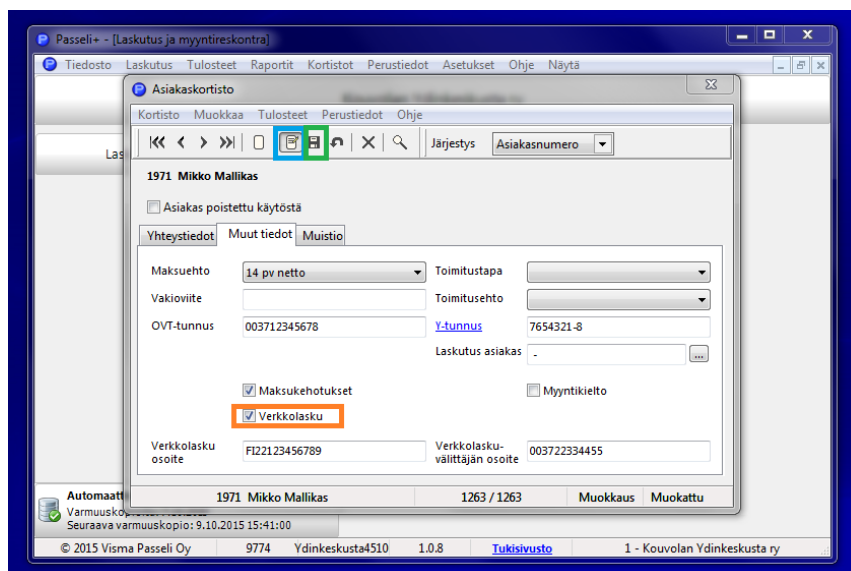 Passeli+ - [Laskutus ja myyntireskontra]
Tiedosto Laskutus Tulosteet Raportit Kortistot Perustiedot Asetukset Ohje Näytä
Asiakaskortisto
Kortisto Muokkaa Tulosteet Perustiedot Ohje
Järjestys Asiakasnumero
Las
1971 Mikko Mallikas
Asiakas poistettu käytöstä
Yhteystiedot Muut tiedot Muistio
Maksuehto 14 pv netto Toimitustapa
Vakioviite Toimitusehto
OVT-tunnus 003712345678 Y-tunnus 7654321-8
Laskutus asiakas - ...
Maksukehotukset Myyntikielto
Verkkolasku
Verkkolasku osoite FI22123456789 Verkkolasku-välittäjän osoite 003722334455
1971 Mikko Mallikas 1263 / 1263 Muokkaus Muokattu
Automaatt
Seuraava varmuuskopio: 9.10.2015 15:41:00
© 2015 Visma Passeli Oy 9774 Ydinkeskusta4510 1.0.8 Tukisivusto 1 - Kouvolan Ydinkeskusta ry